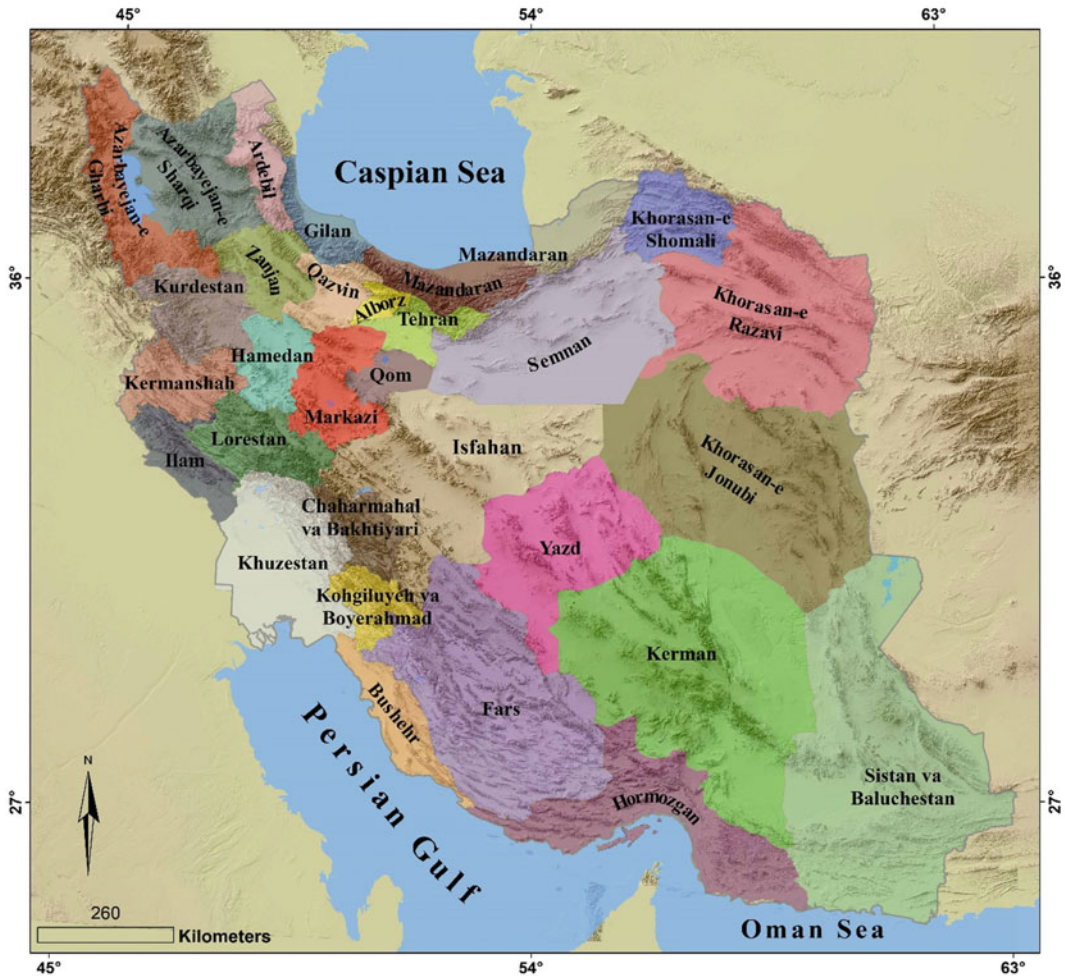 45°
54°
63°
36°
36°
27°
27°
Azarbayejan-e
Gharbi
Azarbayejan-e
Sharqi
Ardebil
Caspian Sea
Gilan
Khorasan-e
Shomali
Mazandaran
Mazandaran
Zanjan
Qazvin
Kurdestan
Alborz
Tehran
Khorasan-e
Razavi
Hamedan
Semnan
Kermanshah
Qom
Markazi
Lorestan
Isfahan
Ilam
Khorasan-e
Jonubi
Chaharmahal
va Bakhtiyari
Yazd
Khuzestan
Kohgiluyeh va
Boyerahmad
Kerman
Bushehr
Fars
Persian Gulf
Sistan va
Baluchestan
Hormozgan
N
260
Kilometers
Oman Sea
45°
54°
63°